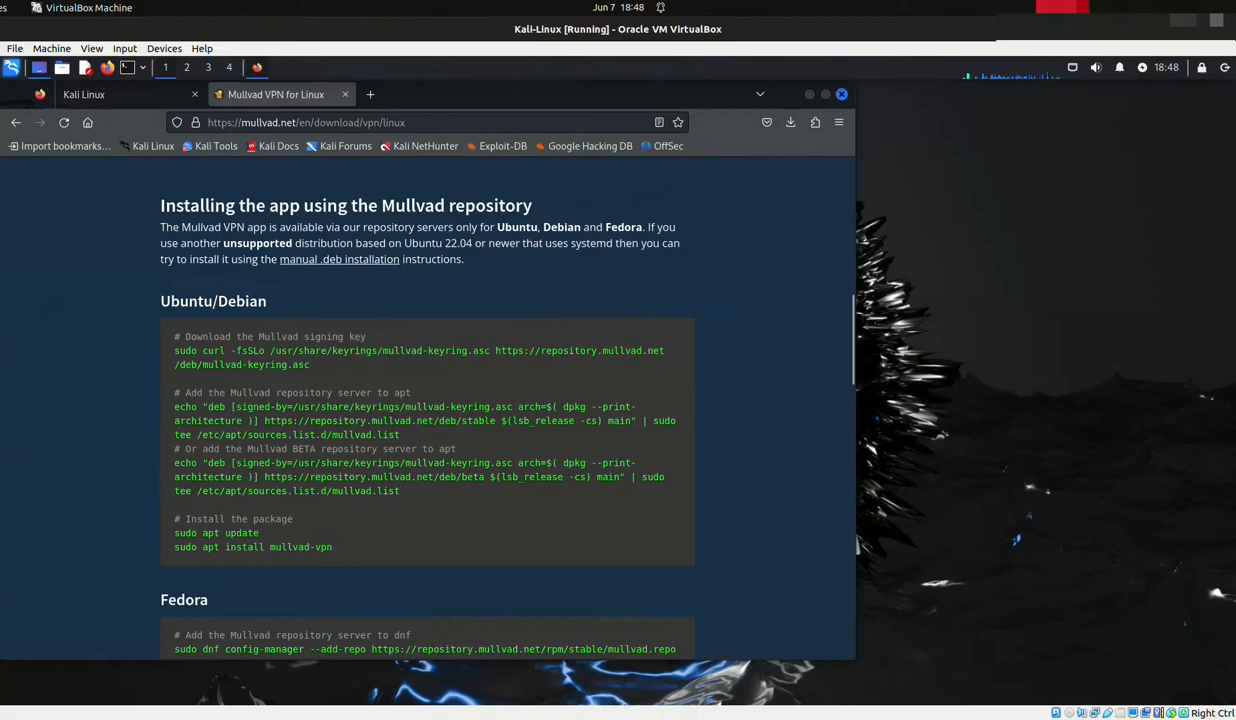 es VirtualBox Machine Jun 7 18:48
Kali-Linux [Running] - Oracle VM VirtualBox
File Machine View Input Devices Help
1 2 3 4 18:48
Kali Linux Mullvad VPN for Linux
https://mullvad.net/en/download/vpn/linux
Import bookmarks... Kali Linux Kali Tools Kali Docs Kali Forums Kali NetHunter Exploit-DB Google Hacking DB OffSec
Installing the app using the Mullvad repository
The Mullvad VPN app is available via our repository servers only for Ubuntu, Debian and Fedora. If you
use another unsupported distribution based on Ubuntu 22.04 or newer that uses systemd then you can
try to install it using the manual .deb installation instructions.
Ubuntu/Debian
# Download the Mullvad signing key
sudo curl -fsSLo /usr/share/keyrings/mullvad-keyring.asc https://repository.mullvad.net
/deb/mullvad-keyring.asc
# Add the Mullvad repository server to apt
echo "deb [signed-by=/usr/share/keyrings/mullvad-keyring.asc arch=$( dpkg --print-
architecture )] https://repository.mullvad.net/deb/stable $(lsb_release -cs) main" | sudo
tee /etc/apt/sources.list.d/mullvad.list
# Or add the Mullvad BETA repository server to apt
echo "deb [signed-by=/usr/share/keyrings/mullvad-keyring.asc arch=$( dpkg --print-
architecture )] https://repository.mullvad.net/deb/beta $(lsb_release -cs) main" | sudo
tee /etc/apt/sources.list.d/mullvad.list
# Install the package
sudo apt update
sudo apt install mullvad-vpn
Fedora
# Add the Mullvad repository server to dnf
sudo dnf config-manager --add-repo https://repository.mullvad.net/rpm/stable/mullvad.repo
Right Ctrl